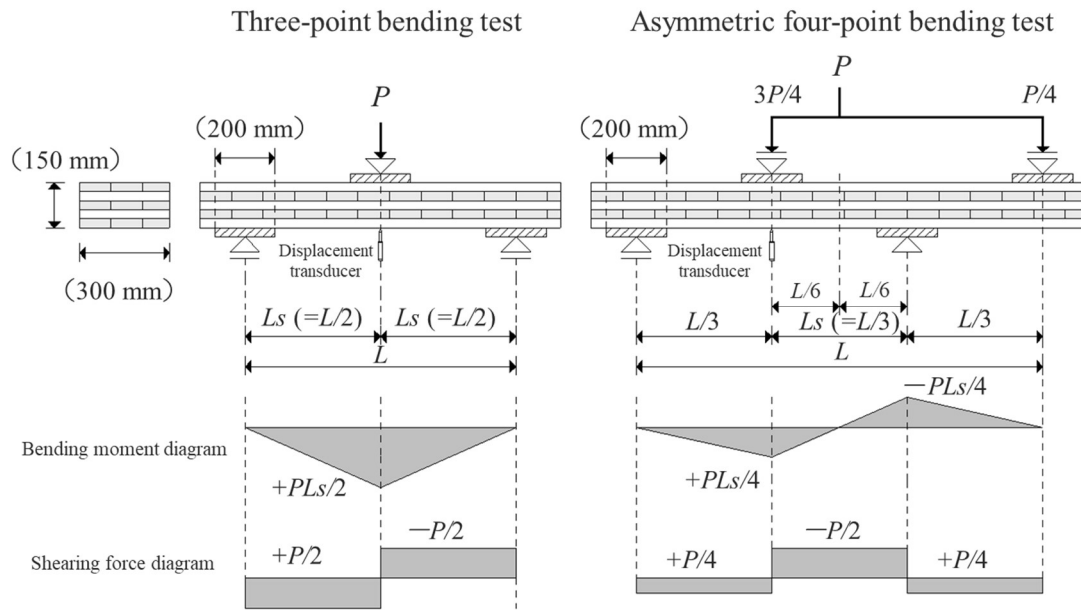 Three-point bending test
Asymmetric four-point bending test
P
P
3P/4
P/4
(200 mm)
(200 mm)
(150 mm)
(300 mm)
Displacement
transducer
Displacement
transducer
L/6
L/6
Ls (=L/2)
Ls (=L/2)
L/3
Ls (=L/3)
L/3
L
L
Bending moment diagram
+PLs/2
+PLs/4
—PLs/4
Shearing force diagram
+P/2
—P/2
+P/4
—P/2
+P/4